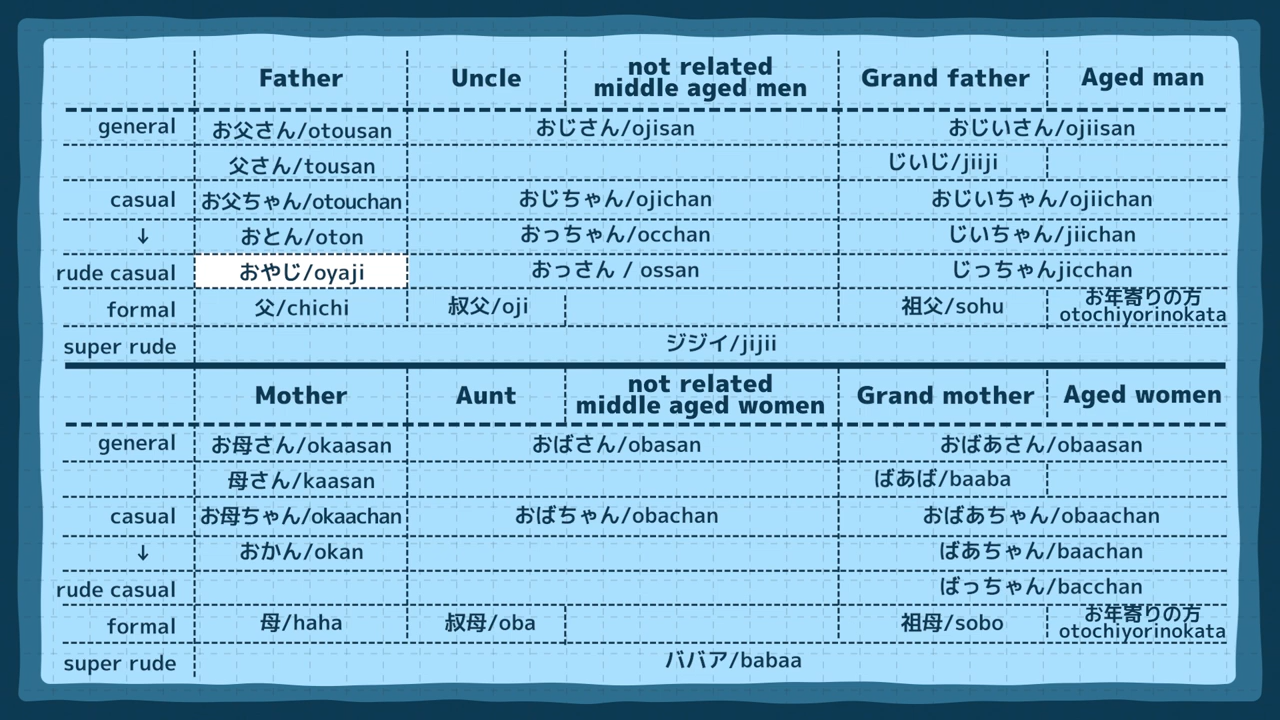 Father
Uncle
not related
middle aged men
Grand father
Aged man
general
お父さん/otousan
おじさん/ojisan
おじいさん/ojiisan
父さん/tousan
じいじ/jiiji
casual
お父ちゃん/otouchan
おじちゃん/ojichan
おじいちゃん/ojiichan
↓
おとん/oton
おっちゃん/occhan
じいちゃん/jiichan
rude casual
おやじ/oyaji
おっさん / ossan
じっちゃんjicchan
formal
父/chichi
叔父/oji
祖父/sohu
お年寄りの方
otochiyorinokata
super rude
ジジイ/jijii
Mother
Aunt
not related
middle aged women
Grand mother
Aged women
general
お母さん/okaasan
おばさん/obasan
おばあさん/obaasan
母さん/kaasan
ばあば/baaba
casual
お母ちゃん/okaachan
おばちゃん/obachan
おばあちゃん/obaachan
↓
おかん/okan
ばあちゃん/baachan
rude casual
ばっちゃん/bacchan
formal
母/haha
叔母/oba
祖母/sobo
お年寄りの方
otochiyorinokata
super rude
ババア/babaa